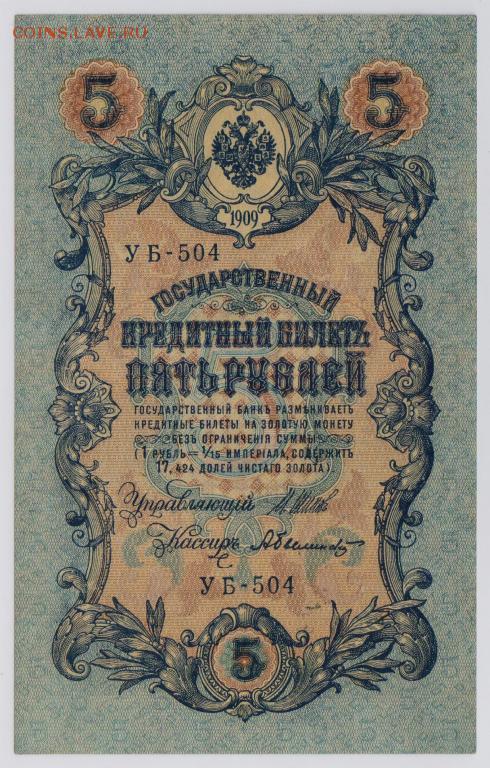 COINS.LAVE.RU
5 5
1909
УБ-504
ГОСУДАРСТВЕННЫЙ
КРЕДИТНЫЙ БИЛЕТЪ
ПЯТЬ РУБЛЕЙ
ГОСУДАРСТВЕННЫЙ БАНКЪ РАЗМѢНИВАЕТЪ
КРЕДИТНЫЕ БИЛЕТЫ НА ЗОЛОТУЮ МОНЕТУ
БЕЗЪ ОГРАНИЧЕНІЯ СУММЫ
(1 РУБЛЬ = 1/15 ИМПЕРІАЛА, СОДЕРЖИТЪ
17,424 ДОЛЕЙ ЧИСТАГО ЗОЛОТА)
Управляющій
Кассиръ
УБ-504
5